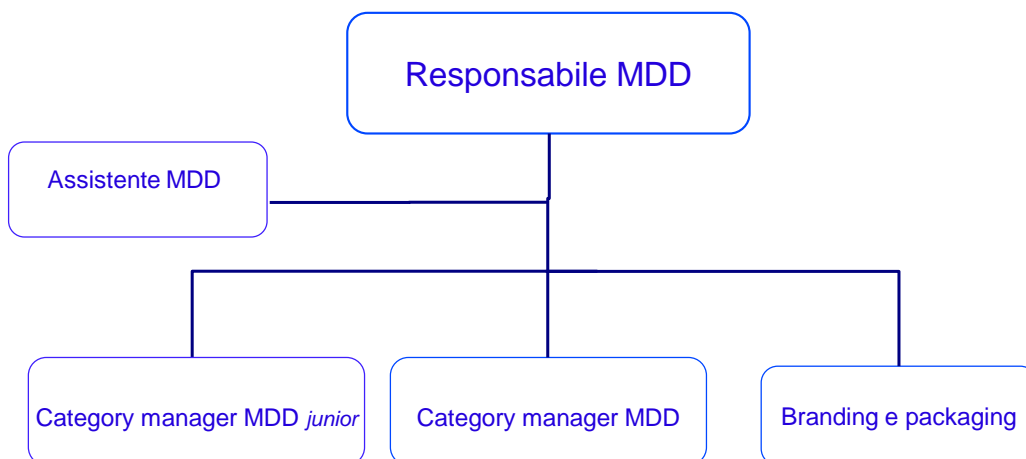 Responsabile MDD
Assistente MDD
Category manager MDD junior
Category manager MDD
Branding e packaging